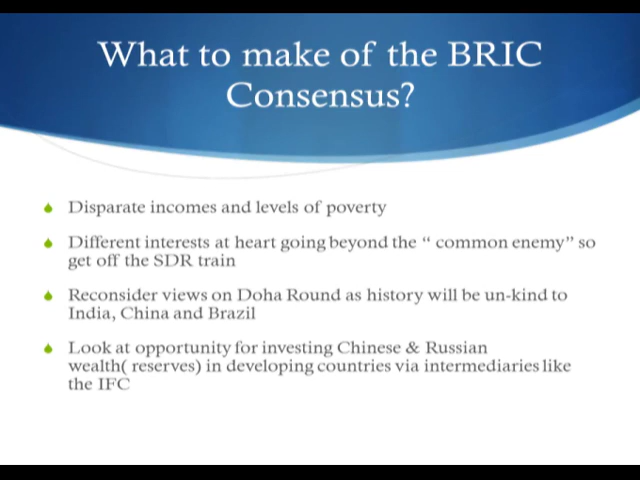 What to make of the BRIC
Consensus?
Disparate incomes and levels of poverty
Different interests at heart going beyond the “ common enemy” so
get off the SDR train
Reconsider views on Doha Round as history will be un-kind to
India, China and Brazil
Look at opportunity for investing Chinese & Russian
wealth( reserves) in developing countries via intermediaries like
the IFC